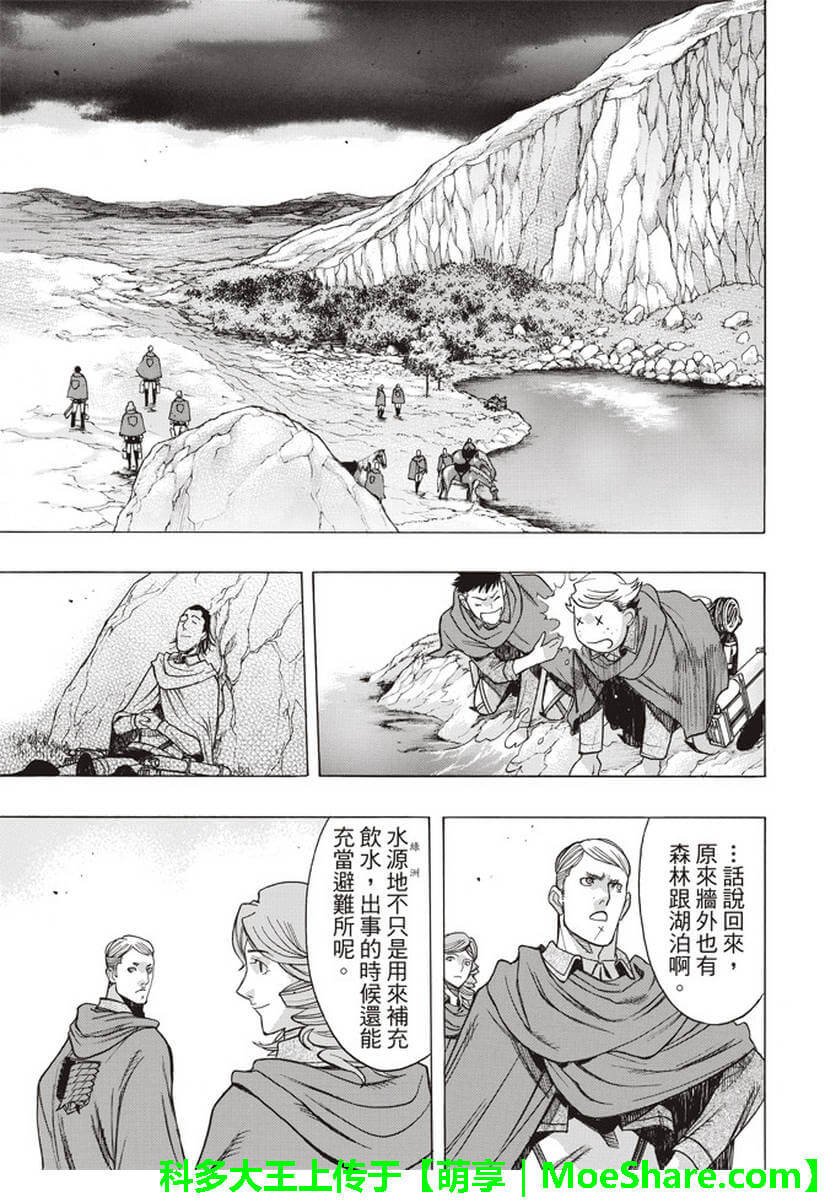 …話說回來，
原來牆外也有
森林跟湖泊啊。
綠洲
水源地不只是用來補充
飲水，出事的時候還能
充當避難所呢。
科多大王上传于【萌享｜MoeShare.com】